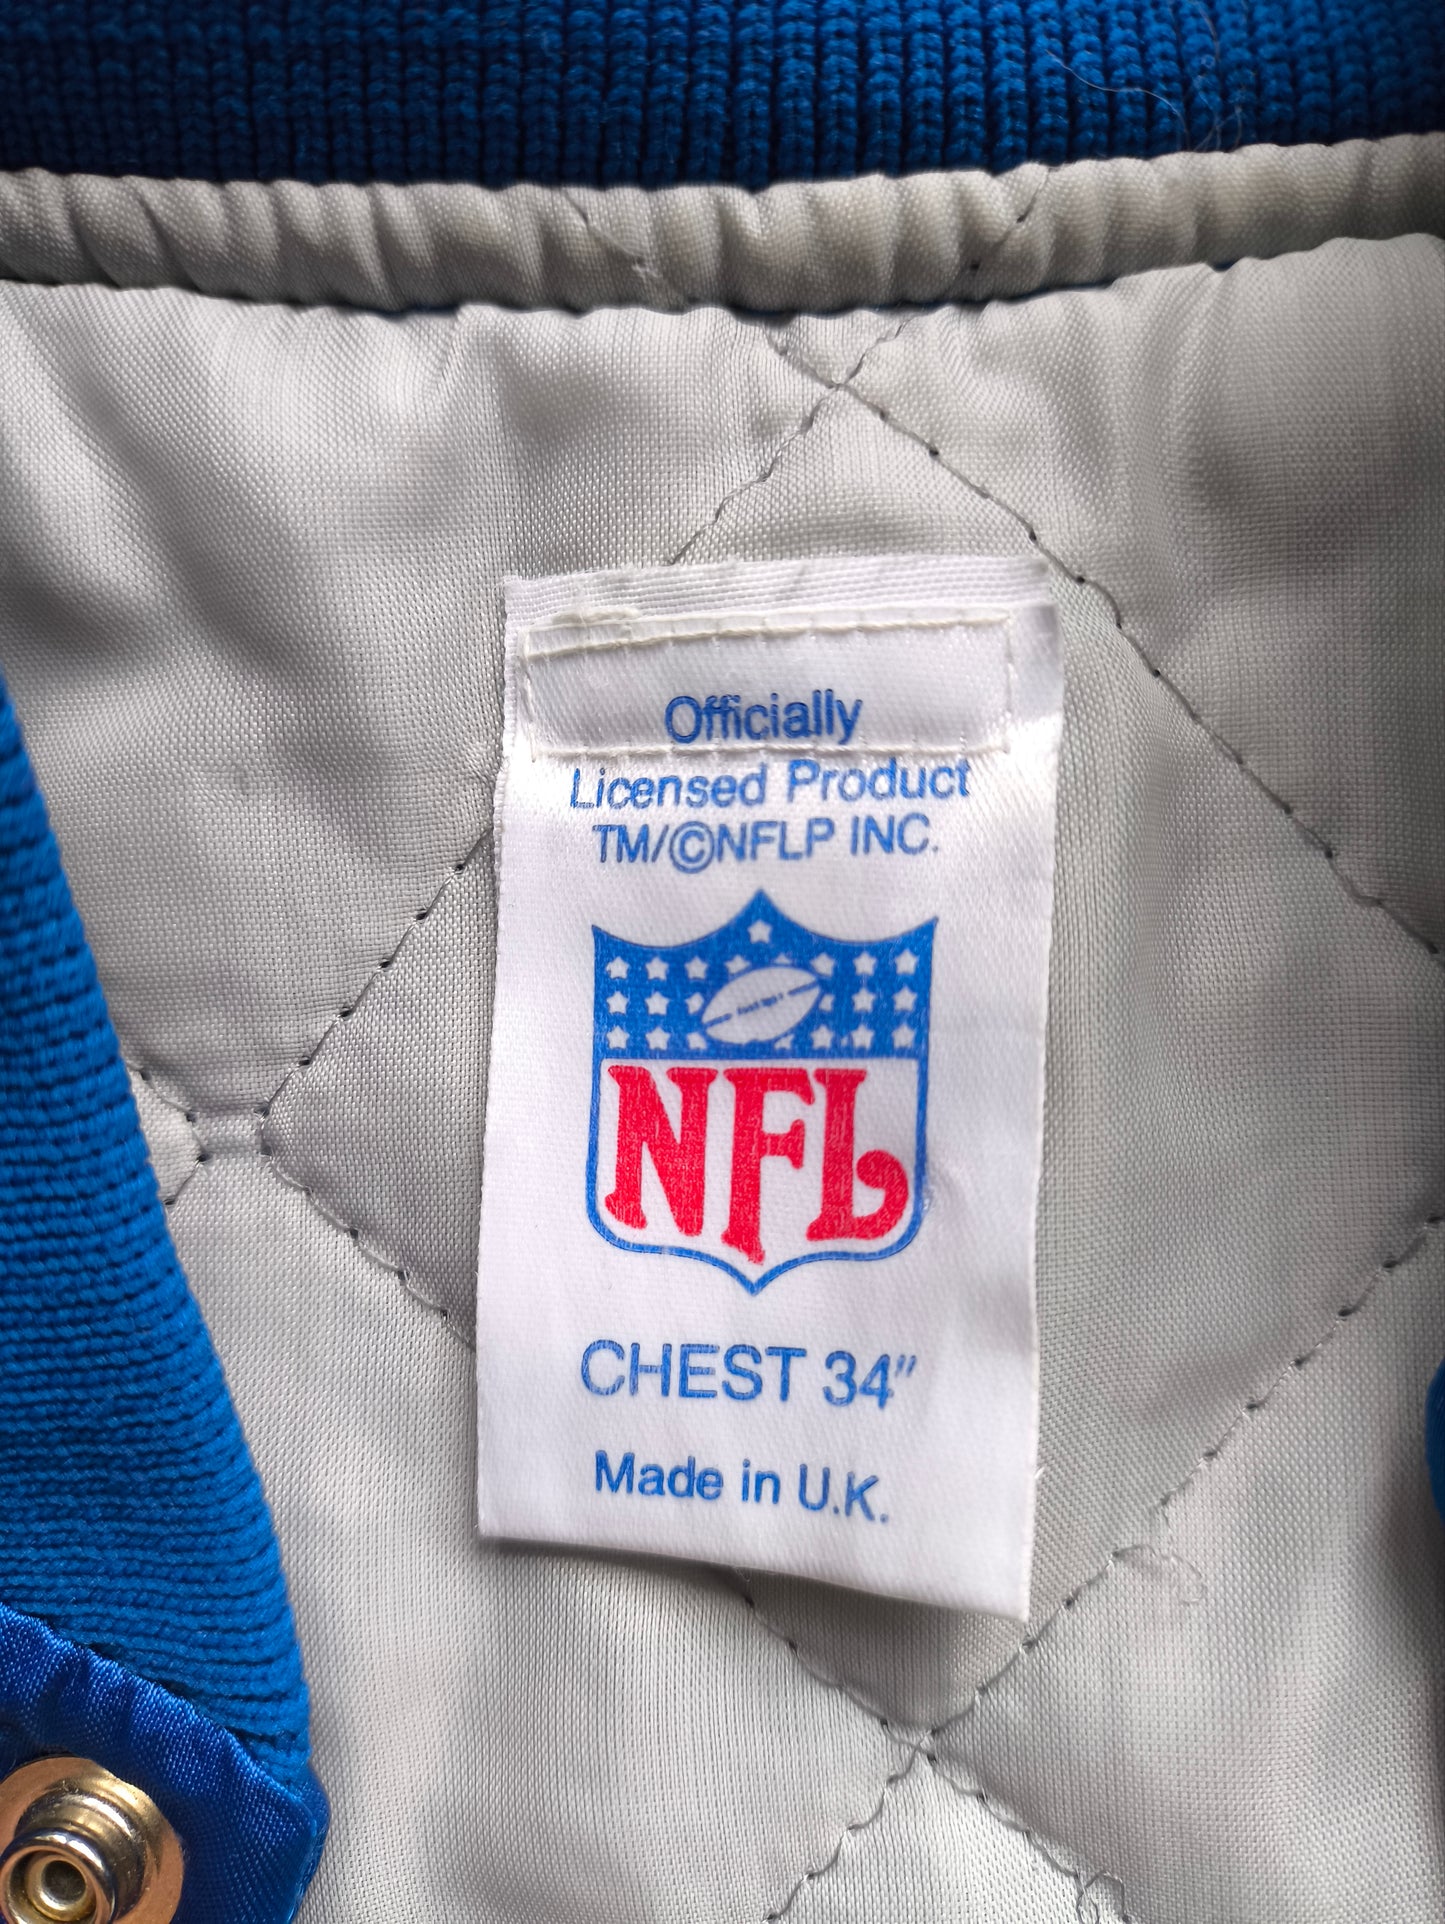 Officially
Licensed Product
TM/©NFLP INC.
NFL
CHEST 34"
Made in U.K.